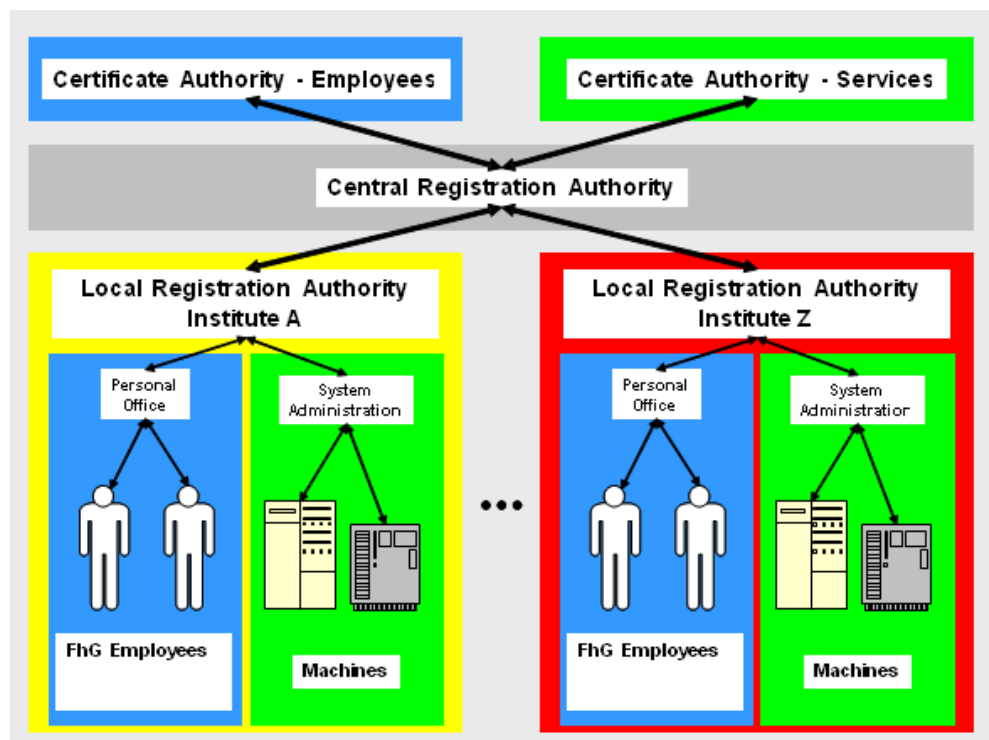 Certificate Authority - Employees
Certificate Authority - Services
Central Registration Authority
Local Registration Authority
Institute A
Local Registration Authority
Institute Z
Personal
Office
System
Administration
Personal
Office
System
Administration
...
FhG Employees
Machines
FhG Employees
Machines